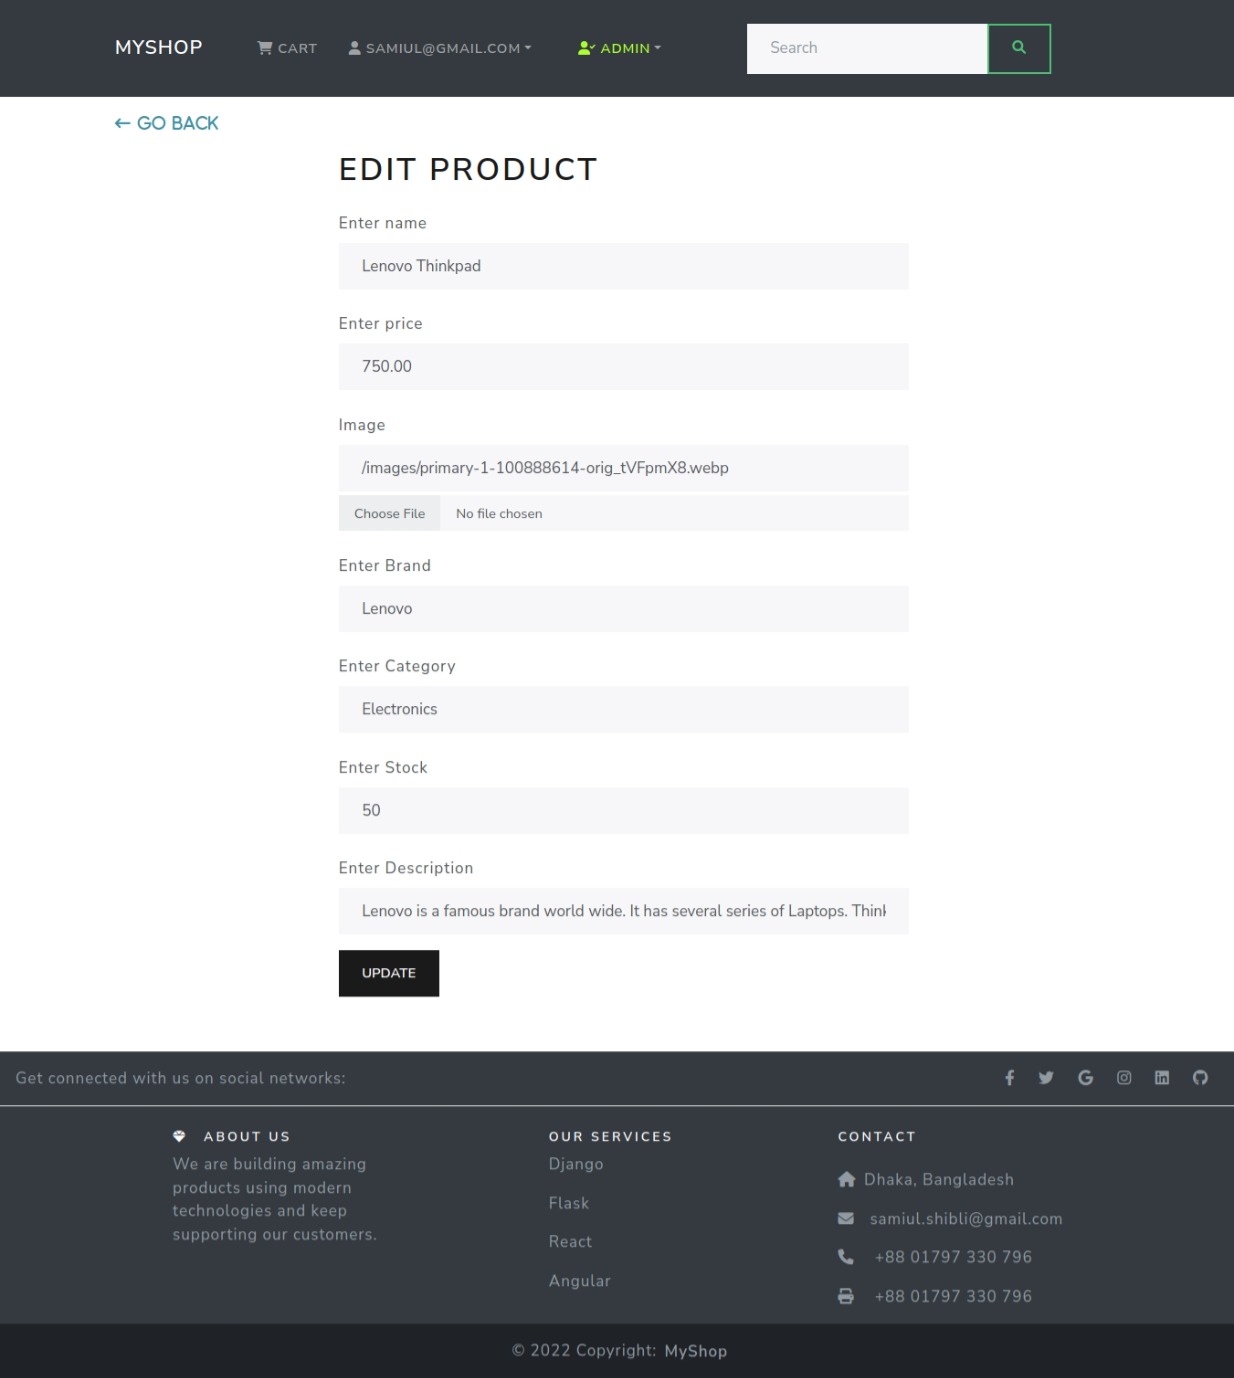 MYSHOP
CART
SAMIUL@GMAIL.COM
ADMIN
Search
GO BACK
EDIT PRODUCT
Enter name
Lenovo Thinkpad
Enter price
750.00
Image
/images/primary-1-100888614-orig_tVFpmX8.webp
Choose File No file chosen
Enter Brand
Lenovo
Enter Category
Electronics
Enter Stock
50
Enter Description
Lenovo is a famous brand world wide. It has several series of Laptops. Think
UPDATE
Get connected with us on social networks:
ABOUT US
We are building amazing
products using modern
technologies and keep
supporting our customers.
OUR SERVICES
Django
Flask
React
Angular
CONTACT
Dhaka, Bangladesh
samiul.shibli@gmail.com
+88 01797 330 796
+88 01797 330 796
© 2022 Copyright: MyShop